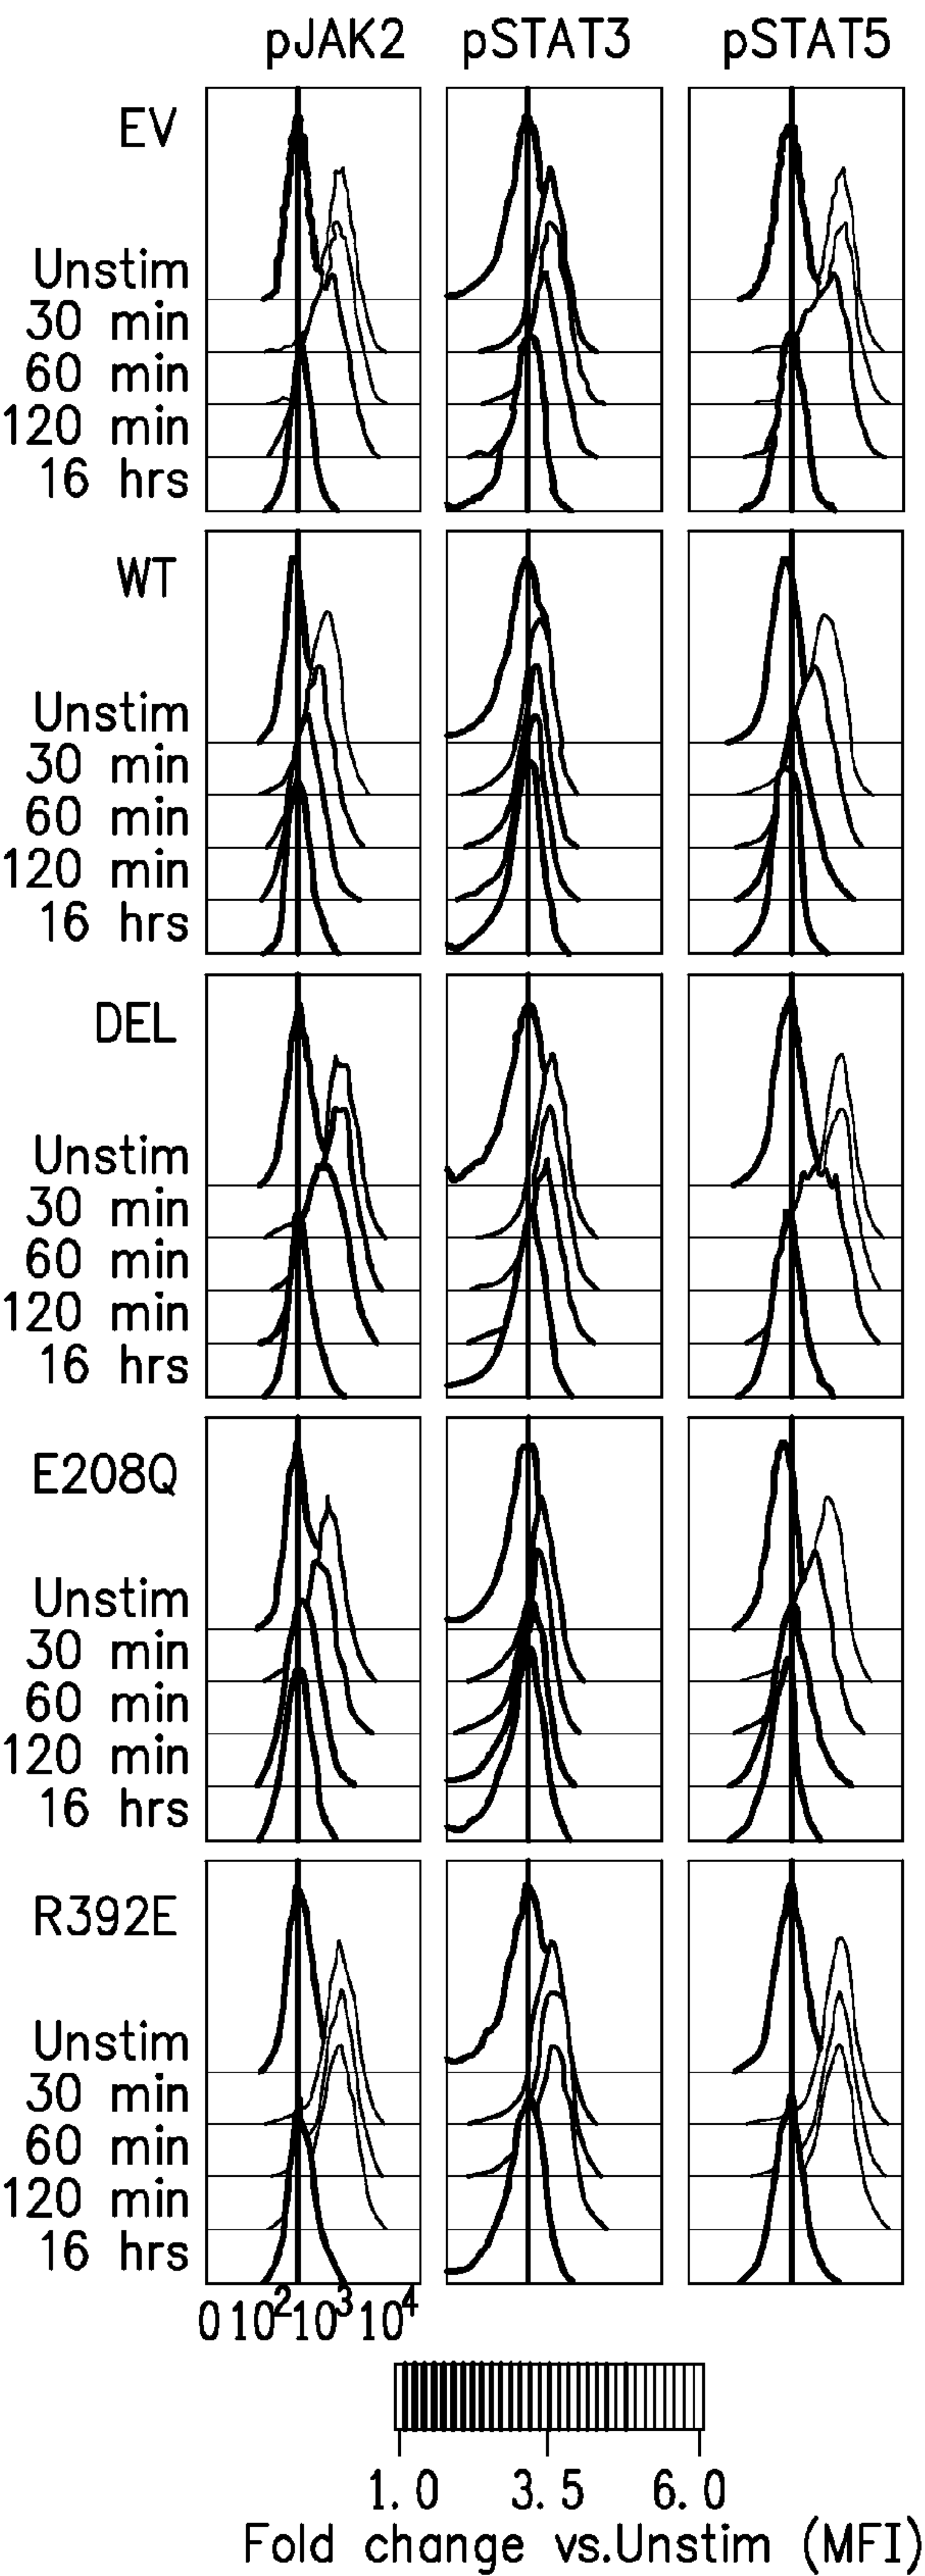 pJAK2 pSTAT3 pSTAT5
EV
Unstim
30 min
60 min
120 min
16 hrs
WT
Unstim
30 min
60 min
120 min
16 hrs
DEL
Unstim
30 min
60 min
120 min
16 hrs
E208Q
Unstim
30 min
60 min
120 min
16 hrs
R392E
Unstim
30 min
60 min
120 min
16 hrs
0 10² 10³ 10⁴
1.0 3.5 6.0
Fold change vs.Unstim (MFI)